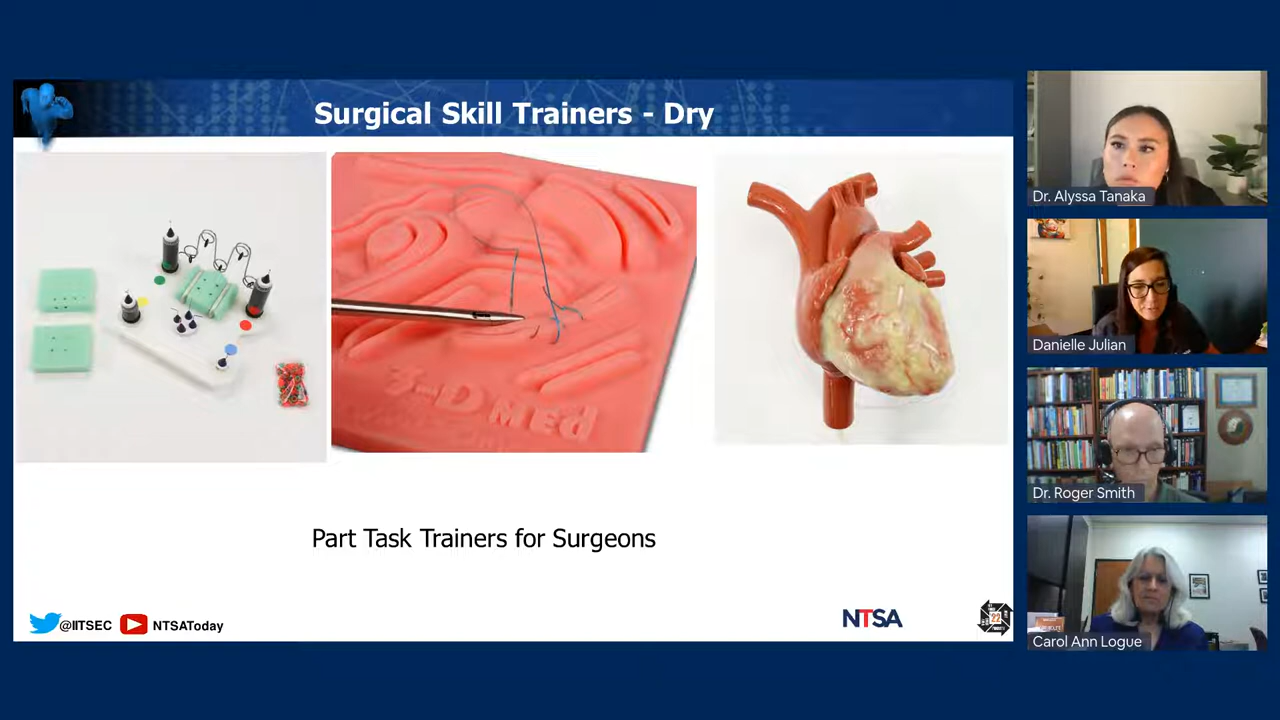 Surgical Skill Trainers - Dry
3-D MED
Part Task Trainers for Surgeons
@IITSEC
NTSAToday
NTSA
Dr. Alyssa Tanaka
Danielle Julian
Dr. Roger Smith
Carol Ann Logue